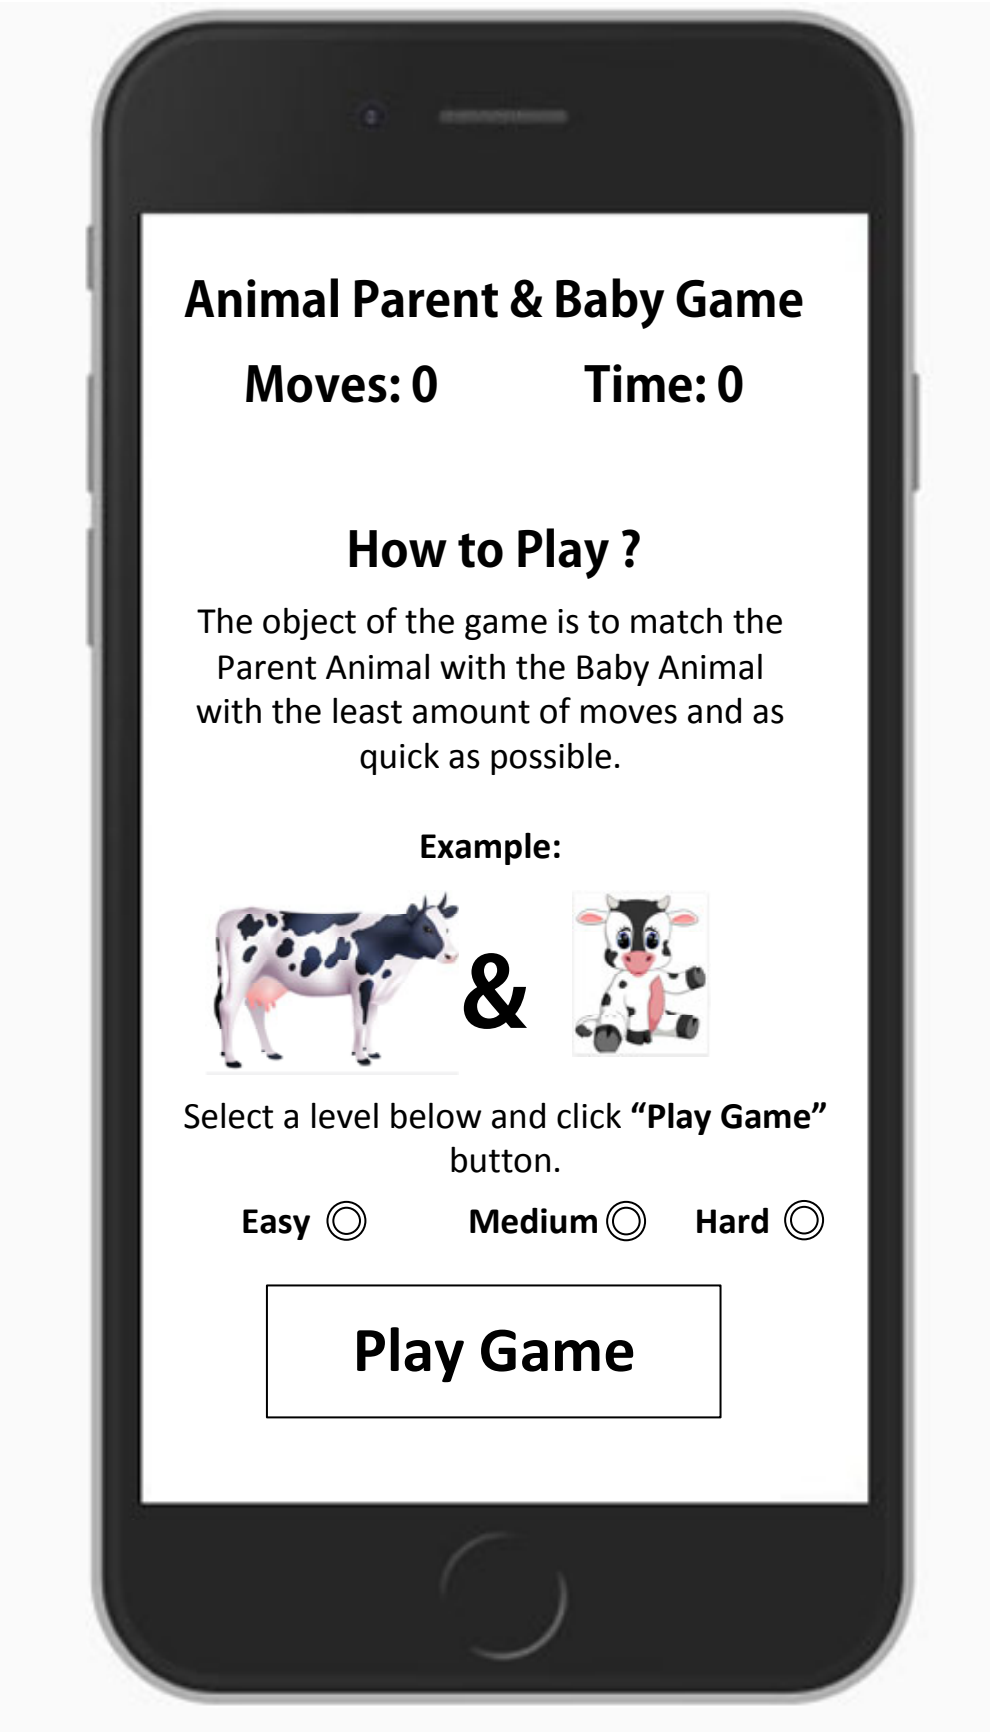 Animal Parent & Baby Game
Moves: 0 Time: 0
How to Play ?
The object of the game is to match the
Parent Animal with the Baby Animal
with the least amount of moves and as
quick as possible.
Example:
&
Select a level below and click “Play Game”
button.
Easy Medium Hard
Play Game